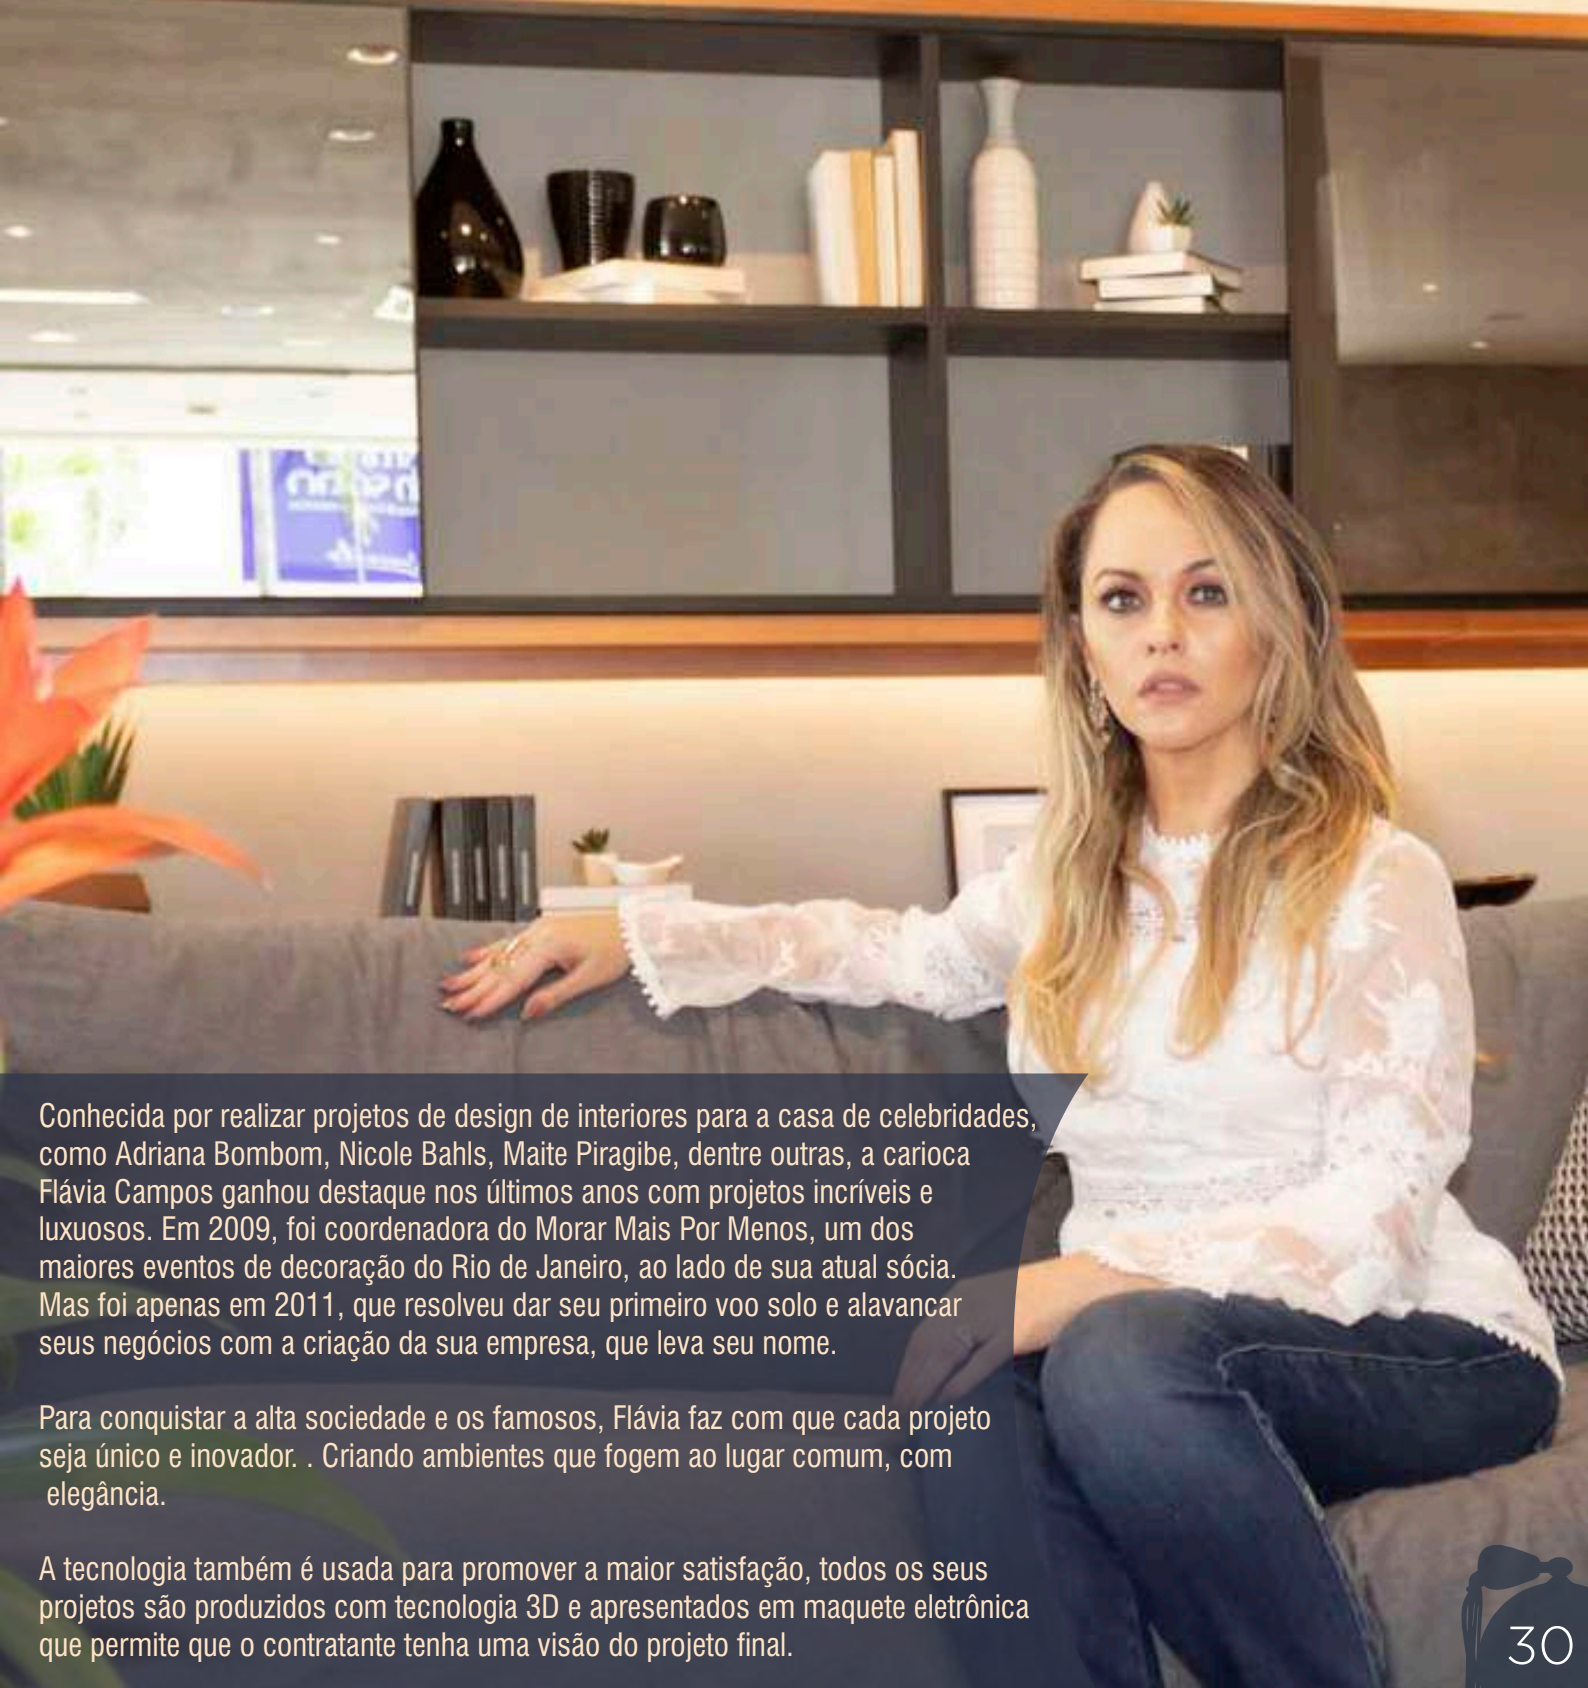 Conhecida por realizar projetos de design de interiores para a casa de celebridades,
como Adriana Bombom, Nicole Bahls, Maite Piragibe, dentre outras, a carioca
Flávia Campos ganhou destaque nos últimos anos com projetos incríveis e
luxuosos. Em 2009, foi coordenadora do Morar Mais Por Menos, um dos
maiores eventos de decoração do Rio de Janeiro, ao lado de sua atual sócia.
Mas foi apenas em 2011, que resolveu dar seu primeiro voo solo e alavancar
seus negócios com a criação da sua empresa, que leva seu nome.
Para conquistar a alta sociedade e os famosos, Flávia faz com que cada projeto
seja único e inovador. . Criando ambientes que fogem ao lugar comum, com
elegância.
A tecnologia também é usada para promover a maior satisfação, todos os seus
projetos são produzidos com tecnologia 3D e apresentados em maquete eletrônica
que permite que o contratante tenha uma visão do projeto final.
30